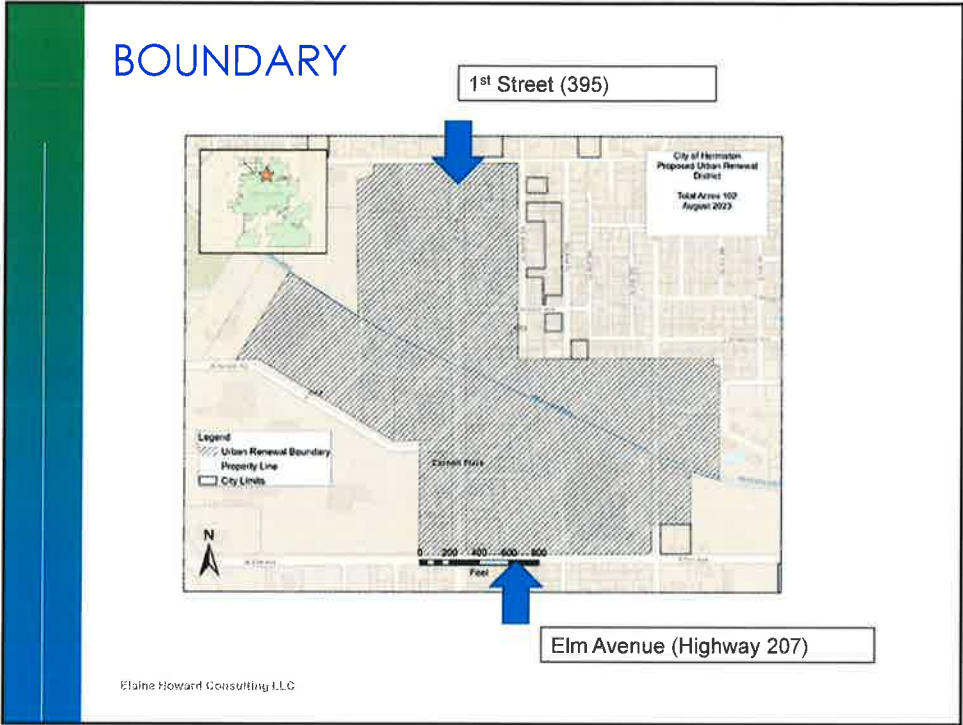 BOUNDARY
1st Street (395)
City of Hermiston
Proposed Urban Renewal
District
Total Acres 102
August 2023
Legend
Urban Renewal Boundary
Property Line
City Limits
Cornell Place
N
0 200 400 600 800
Feet
Elm Avenue (Highway 207)
Elaine Howard Consulting LLC